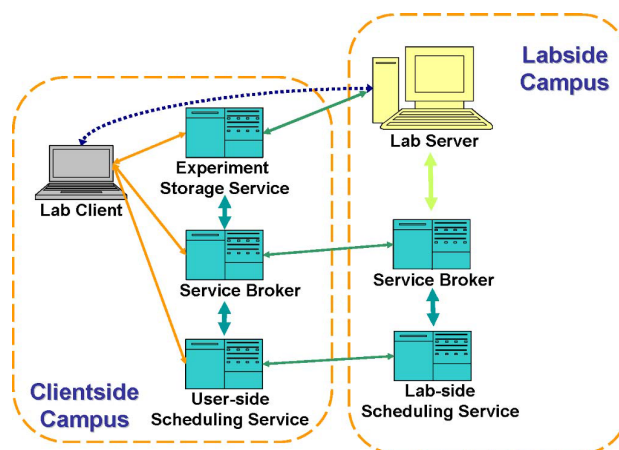 Labside
Campus
Lab Server
Experiment
Storage Service
Lab Client
Service Broker
Service Broker
User-side
Scheduling Service
Lab-side
Scheduling Service
Clientside
Campus